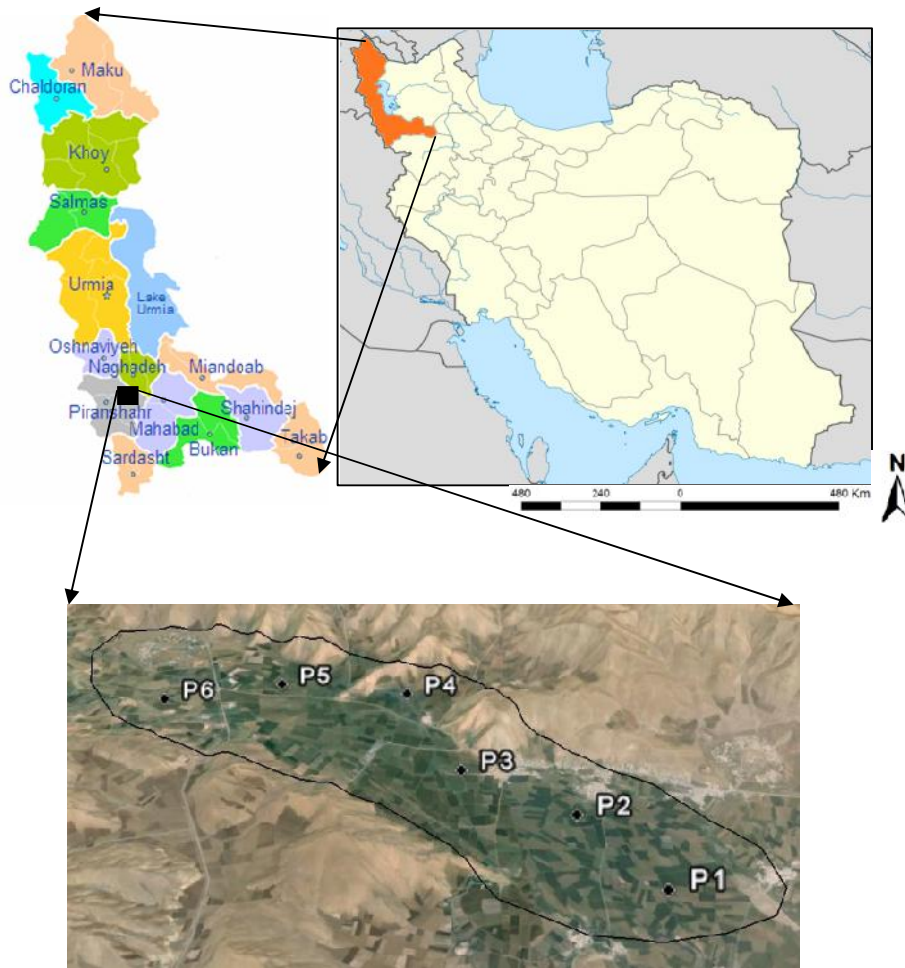 Maku
Chaldoran
Khoy
Salmas
Urmia
Lake
Urmia
Oshnaviyeh
Naghadeh
Miandoab
Piranshahr
Shahindej
Mahabad
Bukan
Takab
Sardasht
N
480 240 0 480 Km
P5
P4
P6
P3
P2
P1